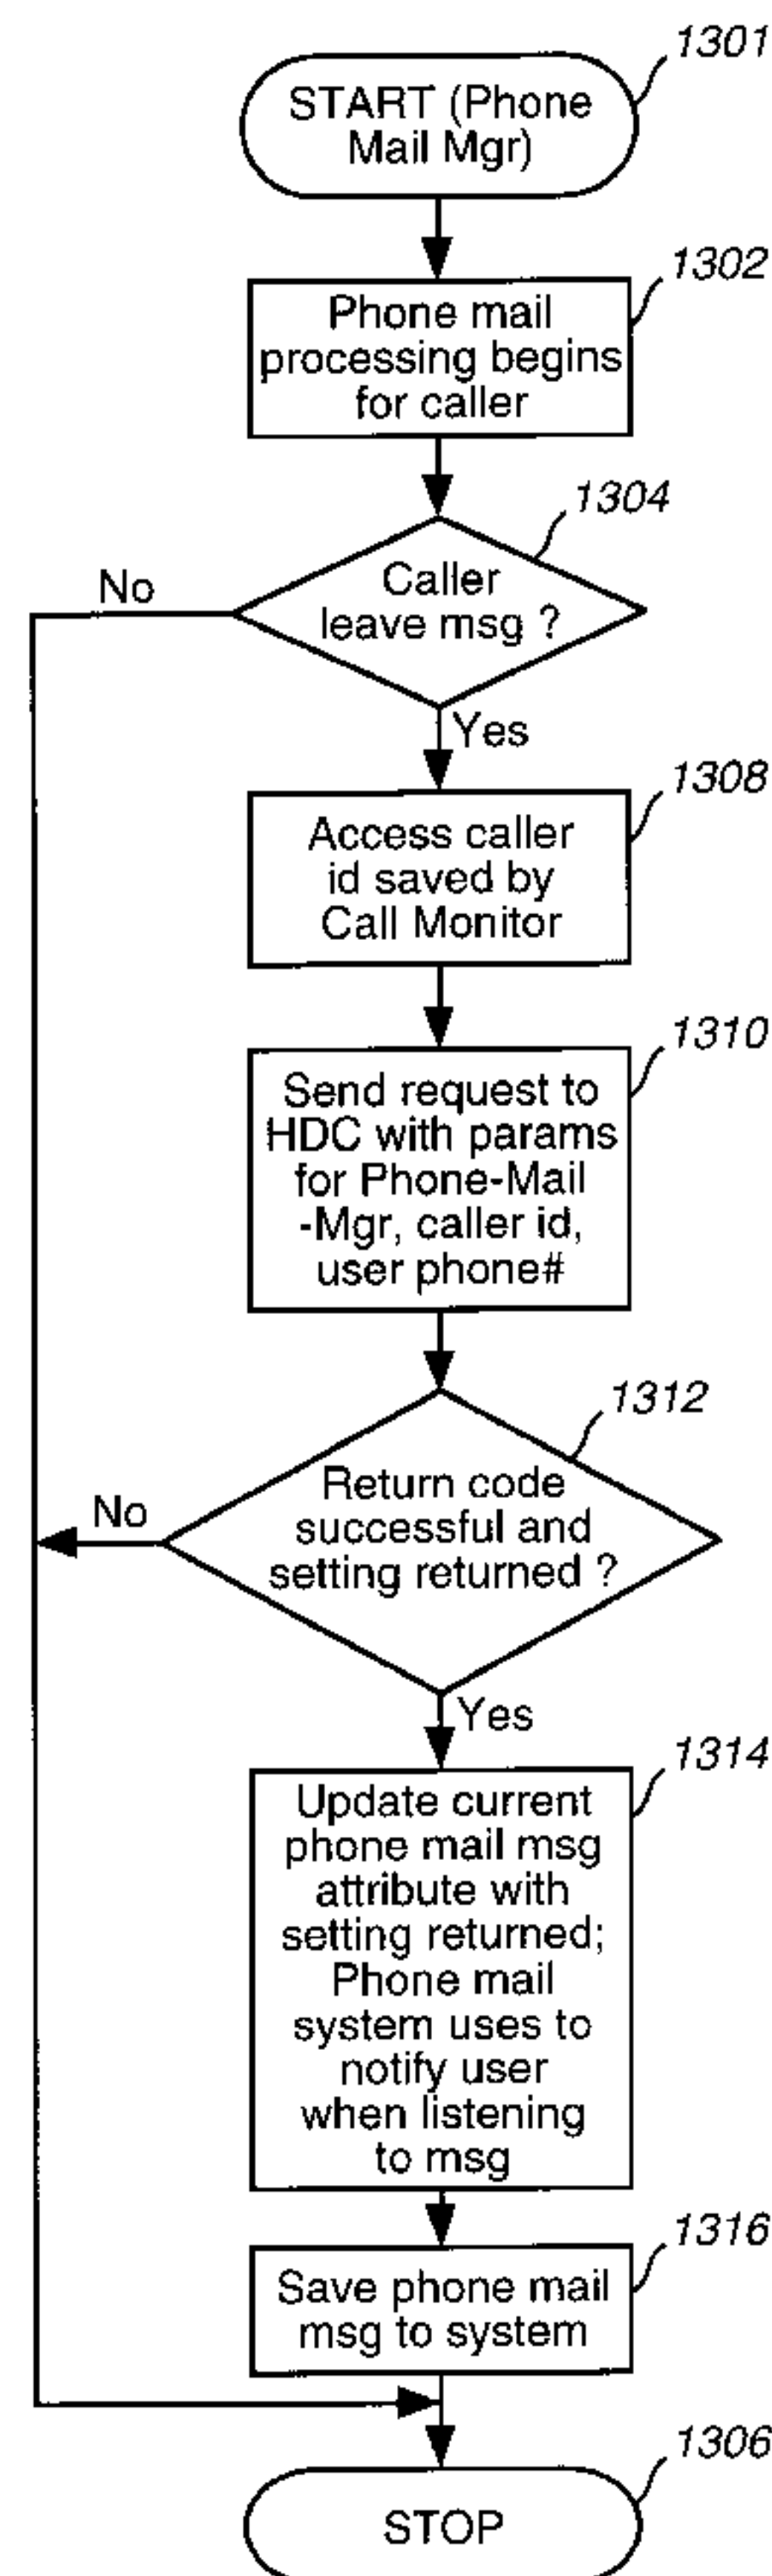 1301
START (Phone
Mail Mgr)
1302
Phone mail
processing begins
for caller
1304
No
Caller
leave msg ?
Yes
1308
Access caller
id saved by
Call Monitor
1310
Send request to
HDC with params
for Phone-Mail
-Mgr, caller id,
user phone#
1312
No
Return code
successful and
setting returned ?
Yes
1314
Update current
phone mail msg
attribute with
setting returned;
Phone mail
system uses to
notify user
when listening
to msg
1316
Save phone mail
msg to system
1306
STOP